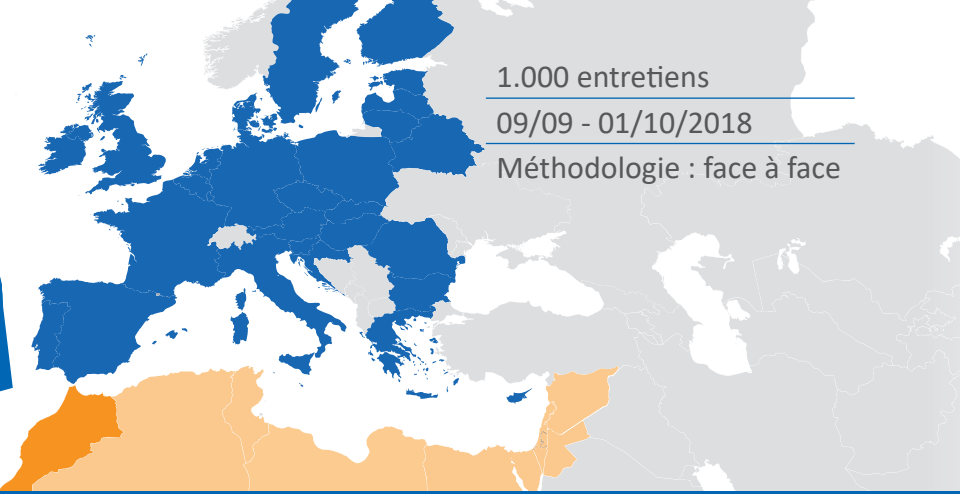 1.000 entretiens
09/09 - 01/10/2018
Méthodologie : face à face